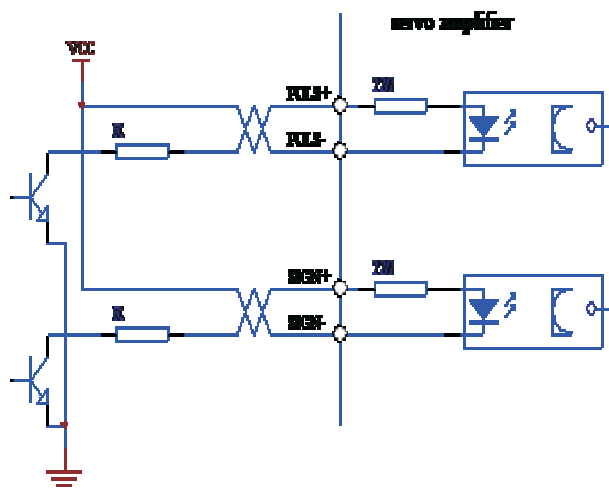 servo amplifier
VCC
PULS+
R
PULS-
SIGN+
R
SIGN-